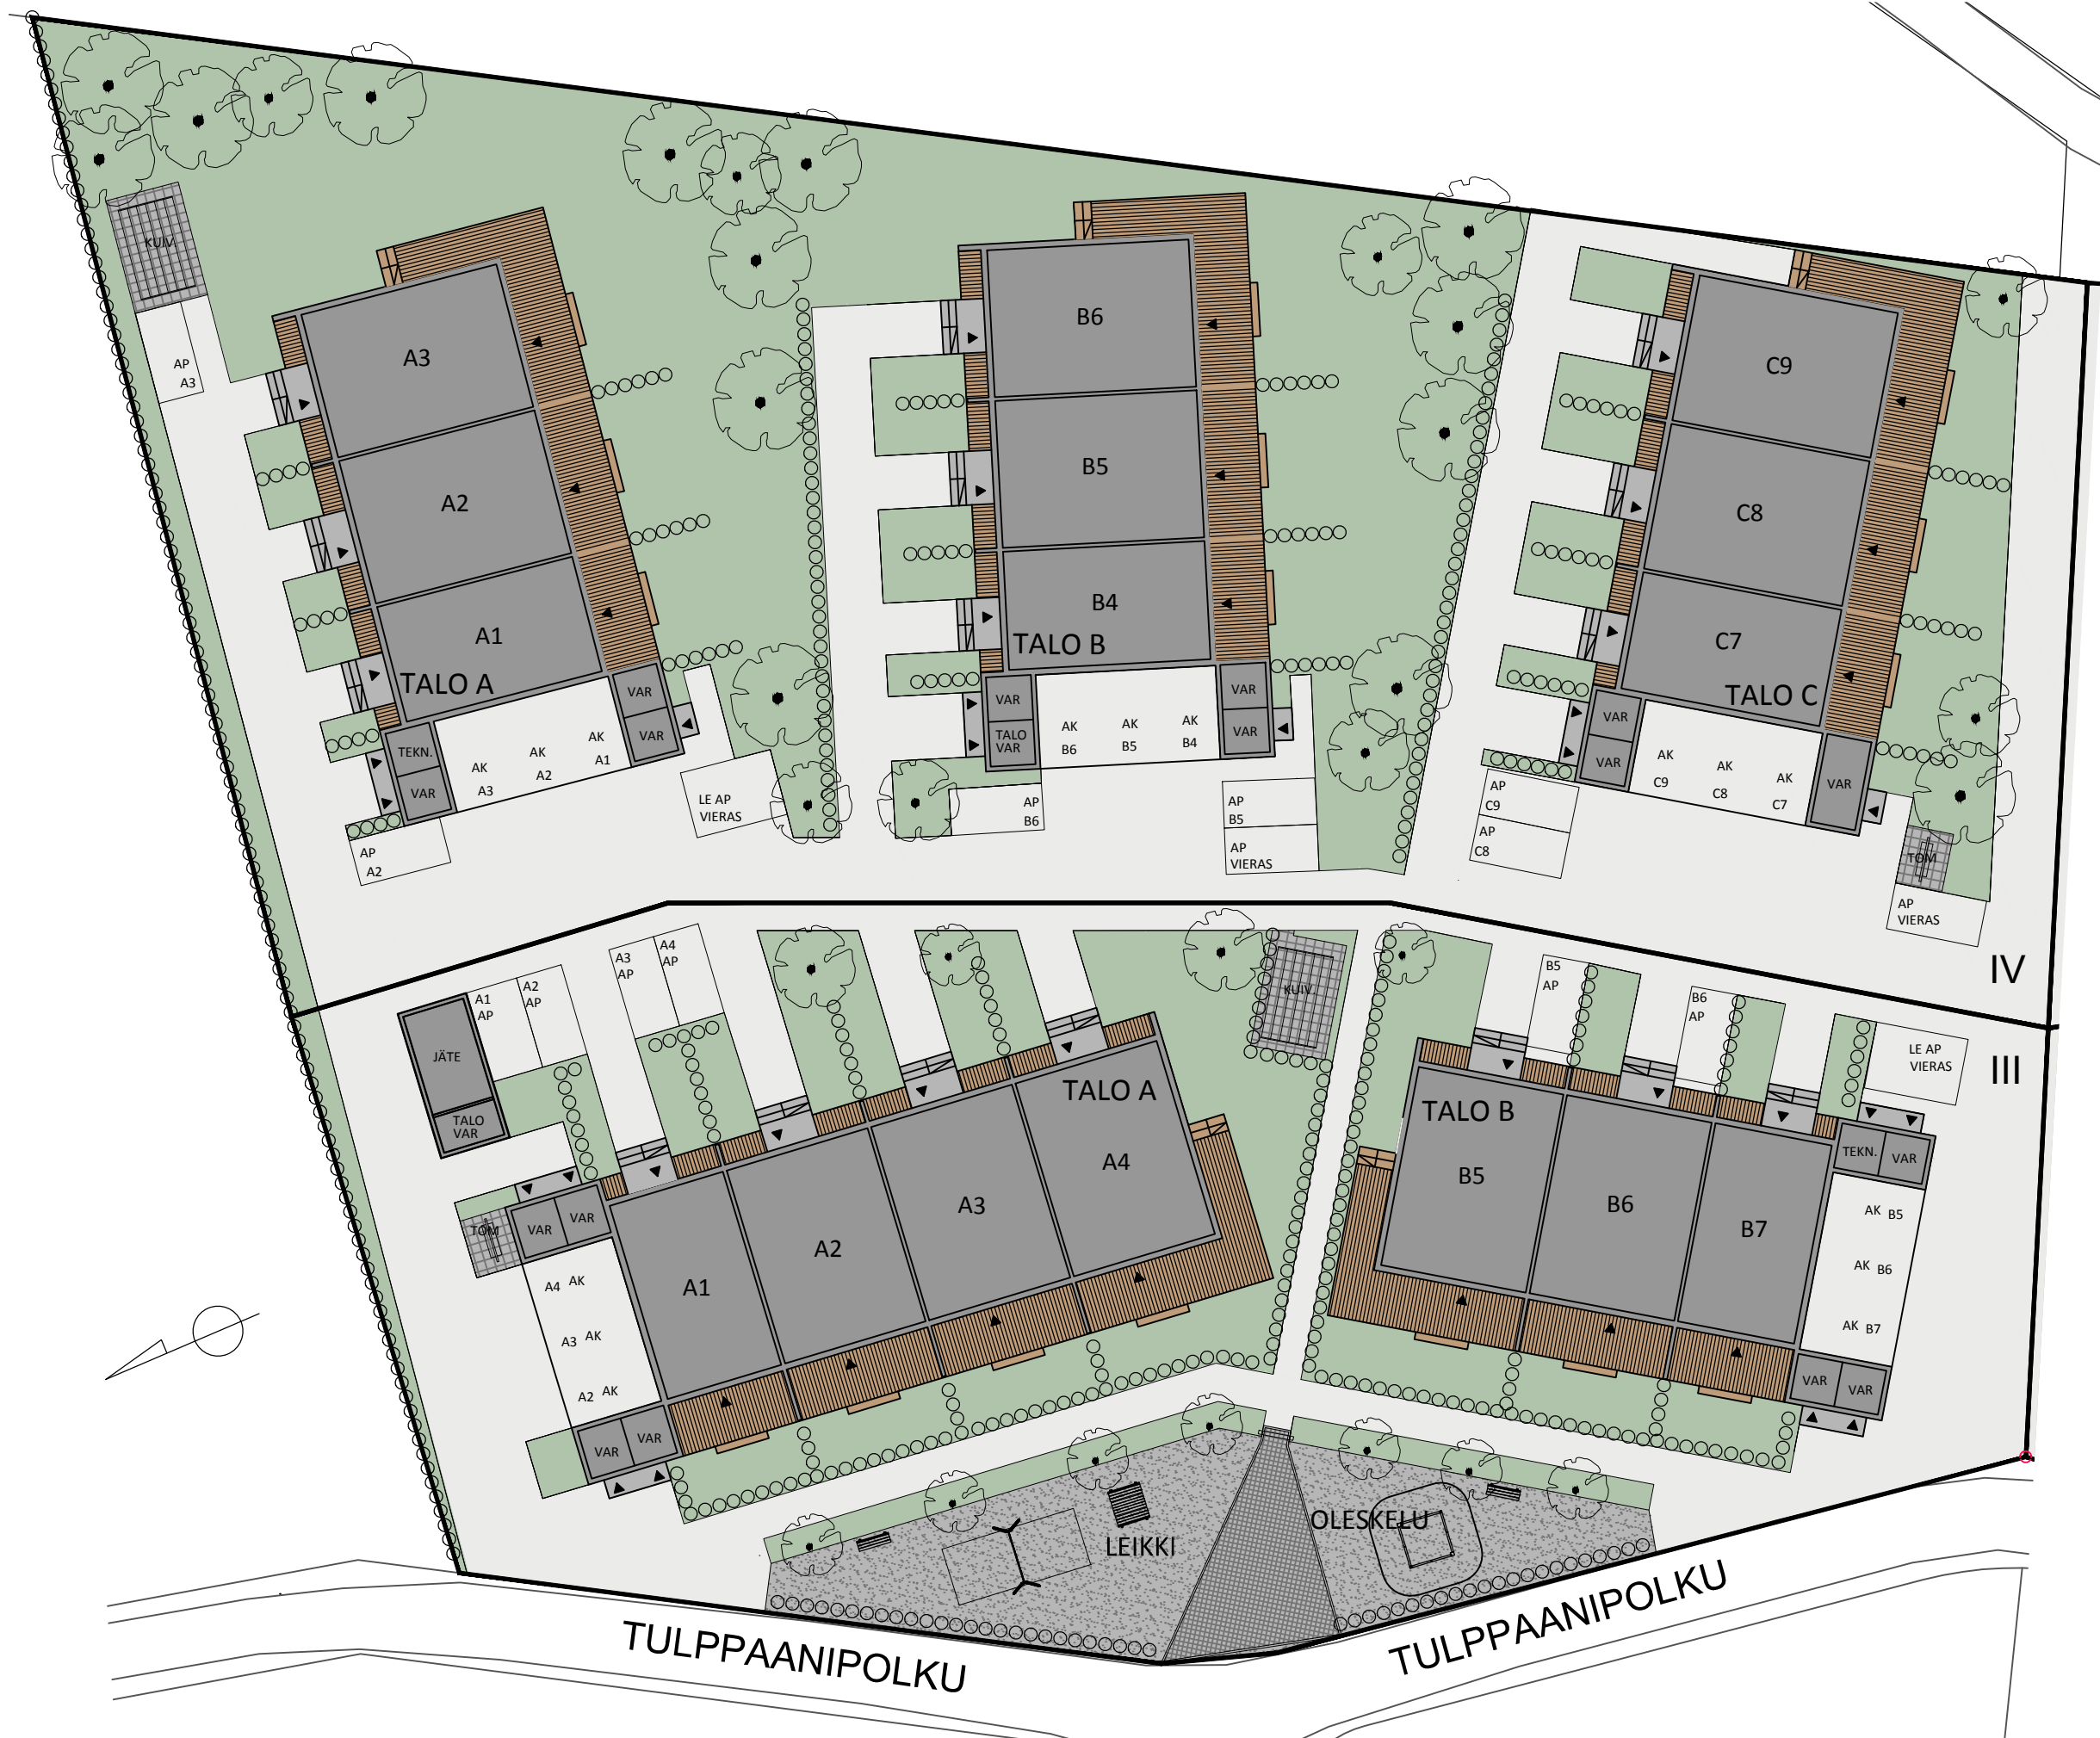 KUIV.
AP
A3
A3
A2
A1
TALO A
TEKN.
VAR
VAR
VAR
AK
A3
AK
A2
AK
A1
LE AP
VIERAS
AP
A2
B6
B5
B4
TALO B
VAR
TALO
VAR
VAR
VAR
AK
B6
AK
B5
AK
B4
AP
B6
AP
B5
AP
VIERAS
C9
C8
C7
TALO C
VAR
VAR
VAR
AK
C9
AK
C8
AK
C7
AP
C9
AP
C8
TOM
AP
VIERAS
IV
III
JÄTE
TALO
VAR
A1
AP
A2
AP
A3
AP
A4
AP
KUIV.
TALO A
A4
A3
A2
A1
VAR
VAR
TOM
A4 AK
A3 AK
A2 AK
VAR
VAR
B5
AP
B6
AP
LE AP
VIERAS
TALO B
B5
B6
B7
TEKN.
VAR
AK B5
AK B6
AK B7
VAR
VAR
LEIKKI
OLESKELU
TULPPAANIPOLKU
TULPPAANIPOLKU